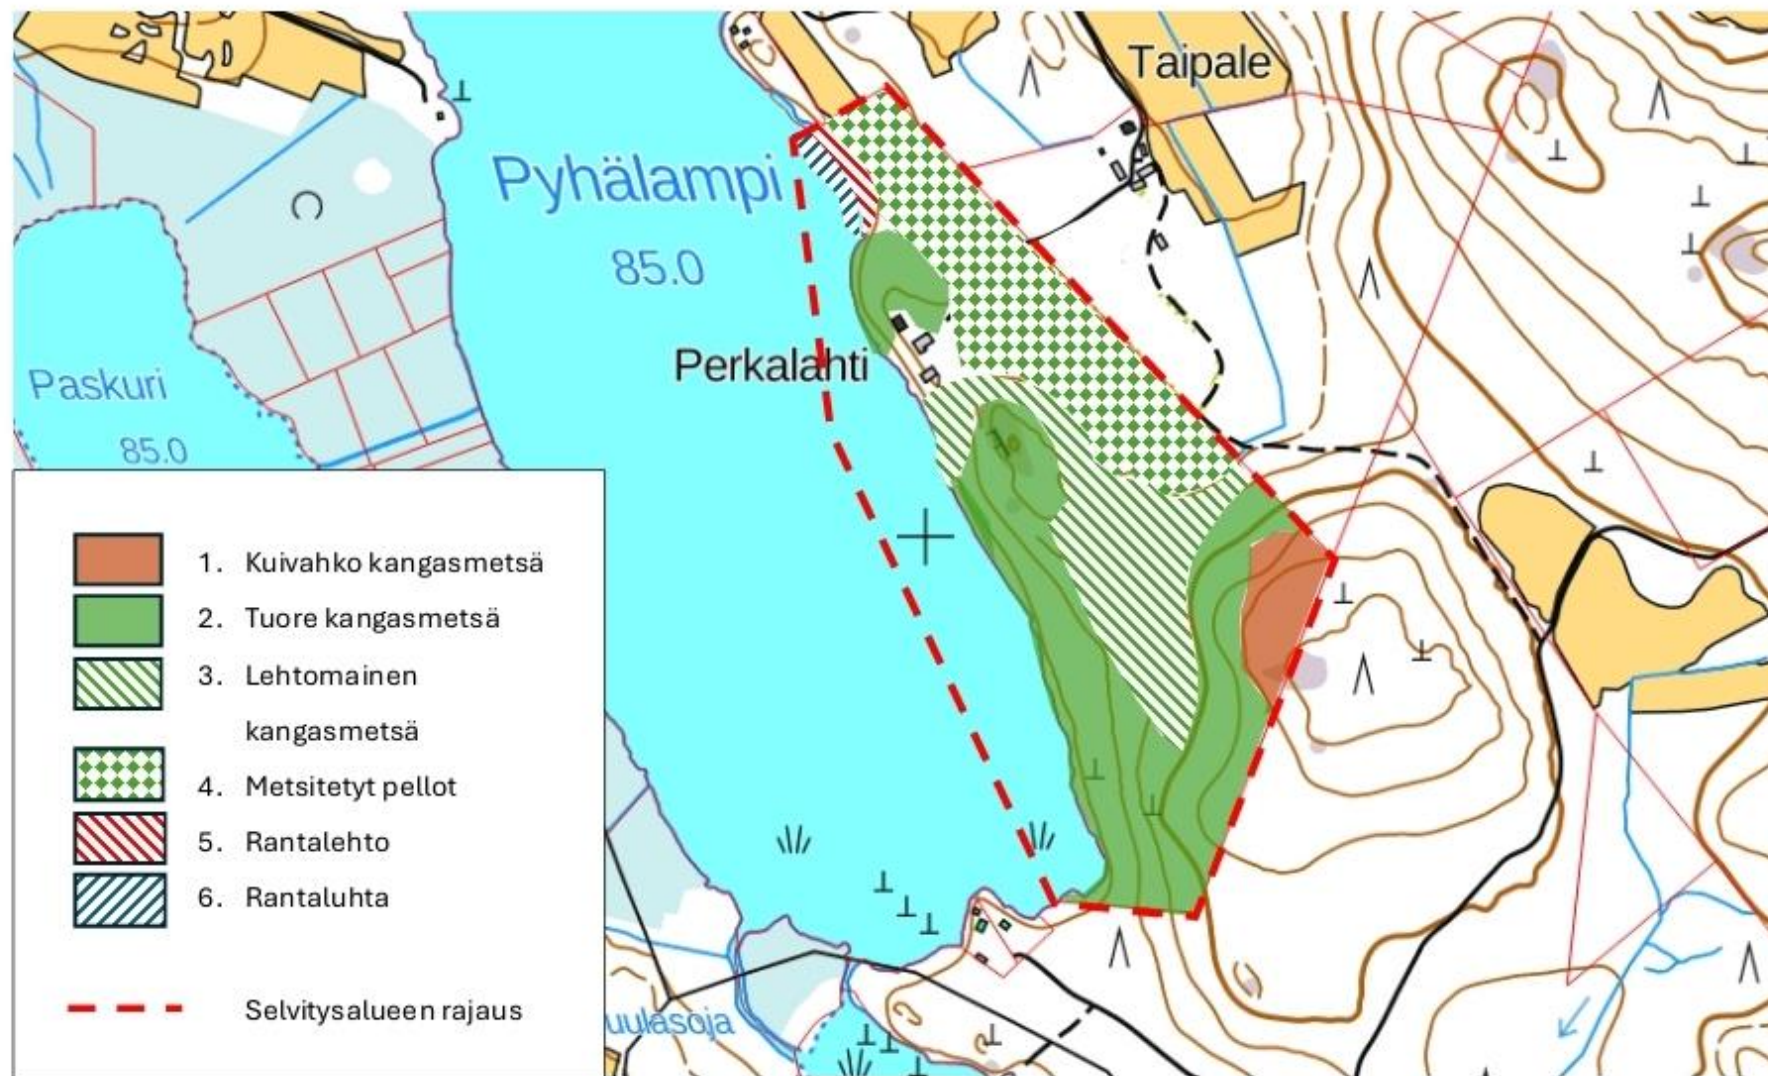 Taipale
Pyhälampi
85.0
Perkalahti
Paskuri
85.0
1. Kuivahko kangasmetsä
2. Tuore kangasmetsä
3. Lehtomainen
kangasmetsä
4. Metsitetyt pellot
5. Rantalehto
6. Rantaluhta
Selvitysalueen rajaus
uulasoja